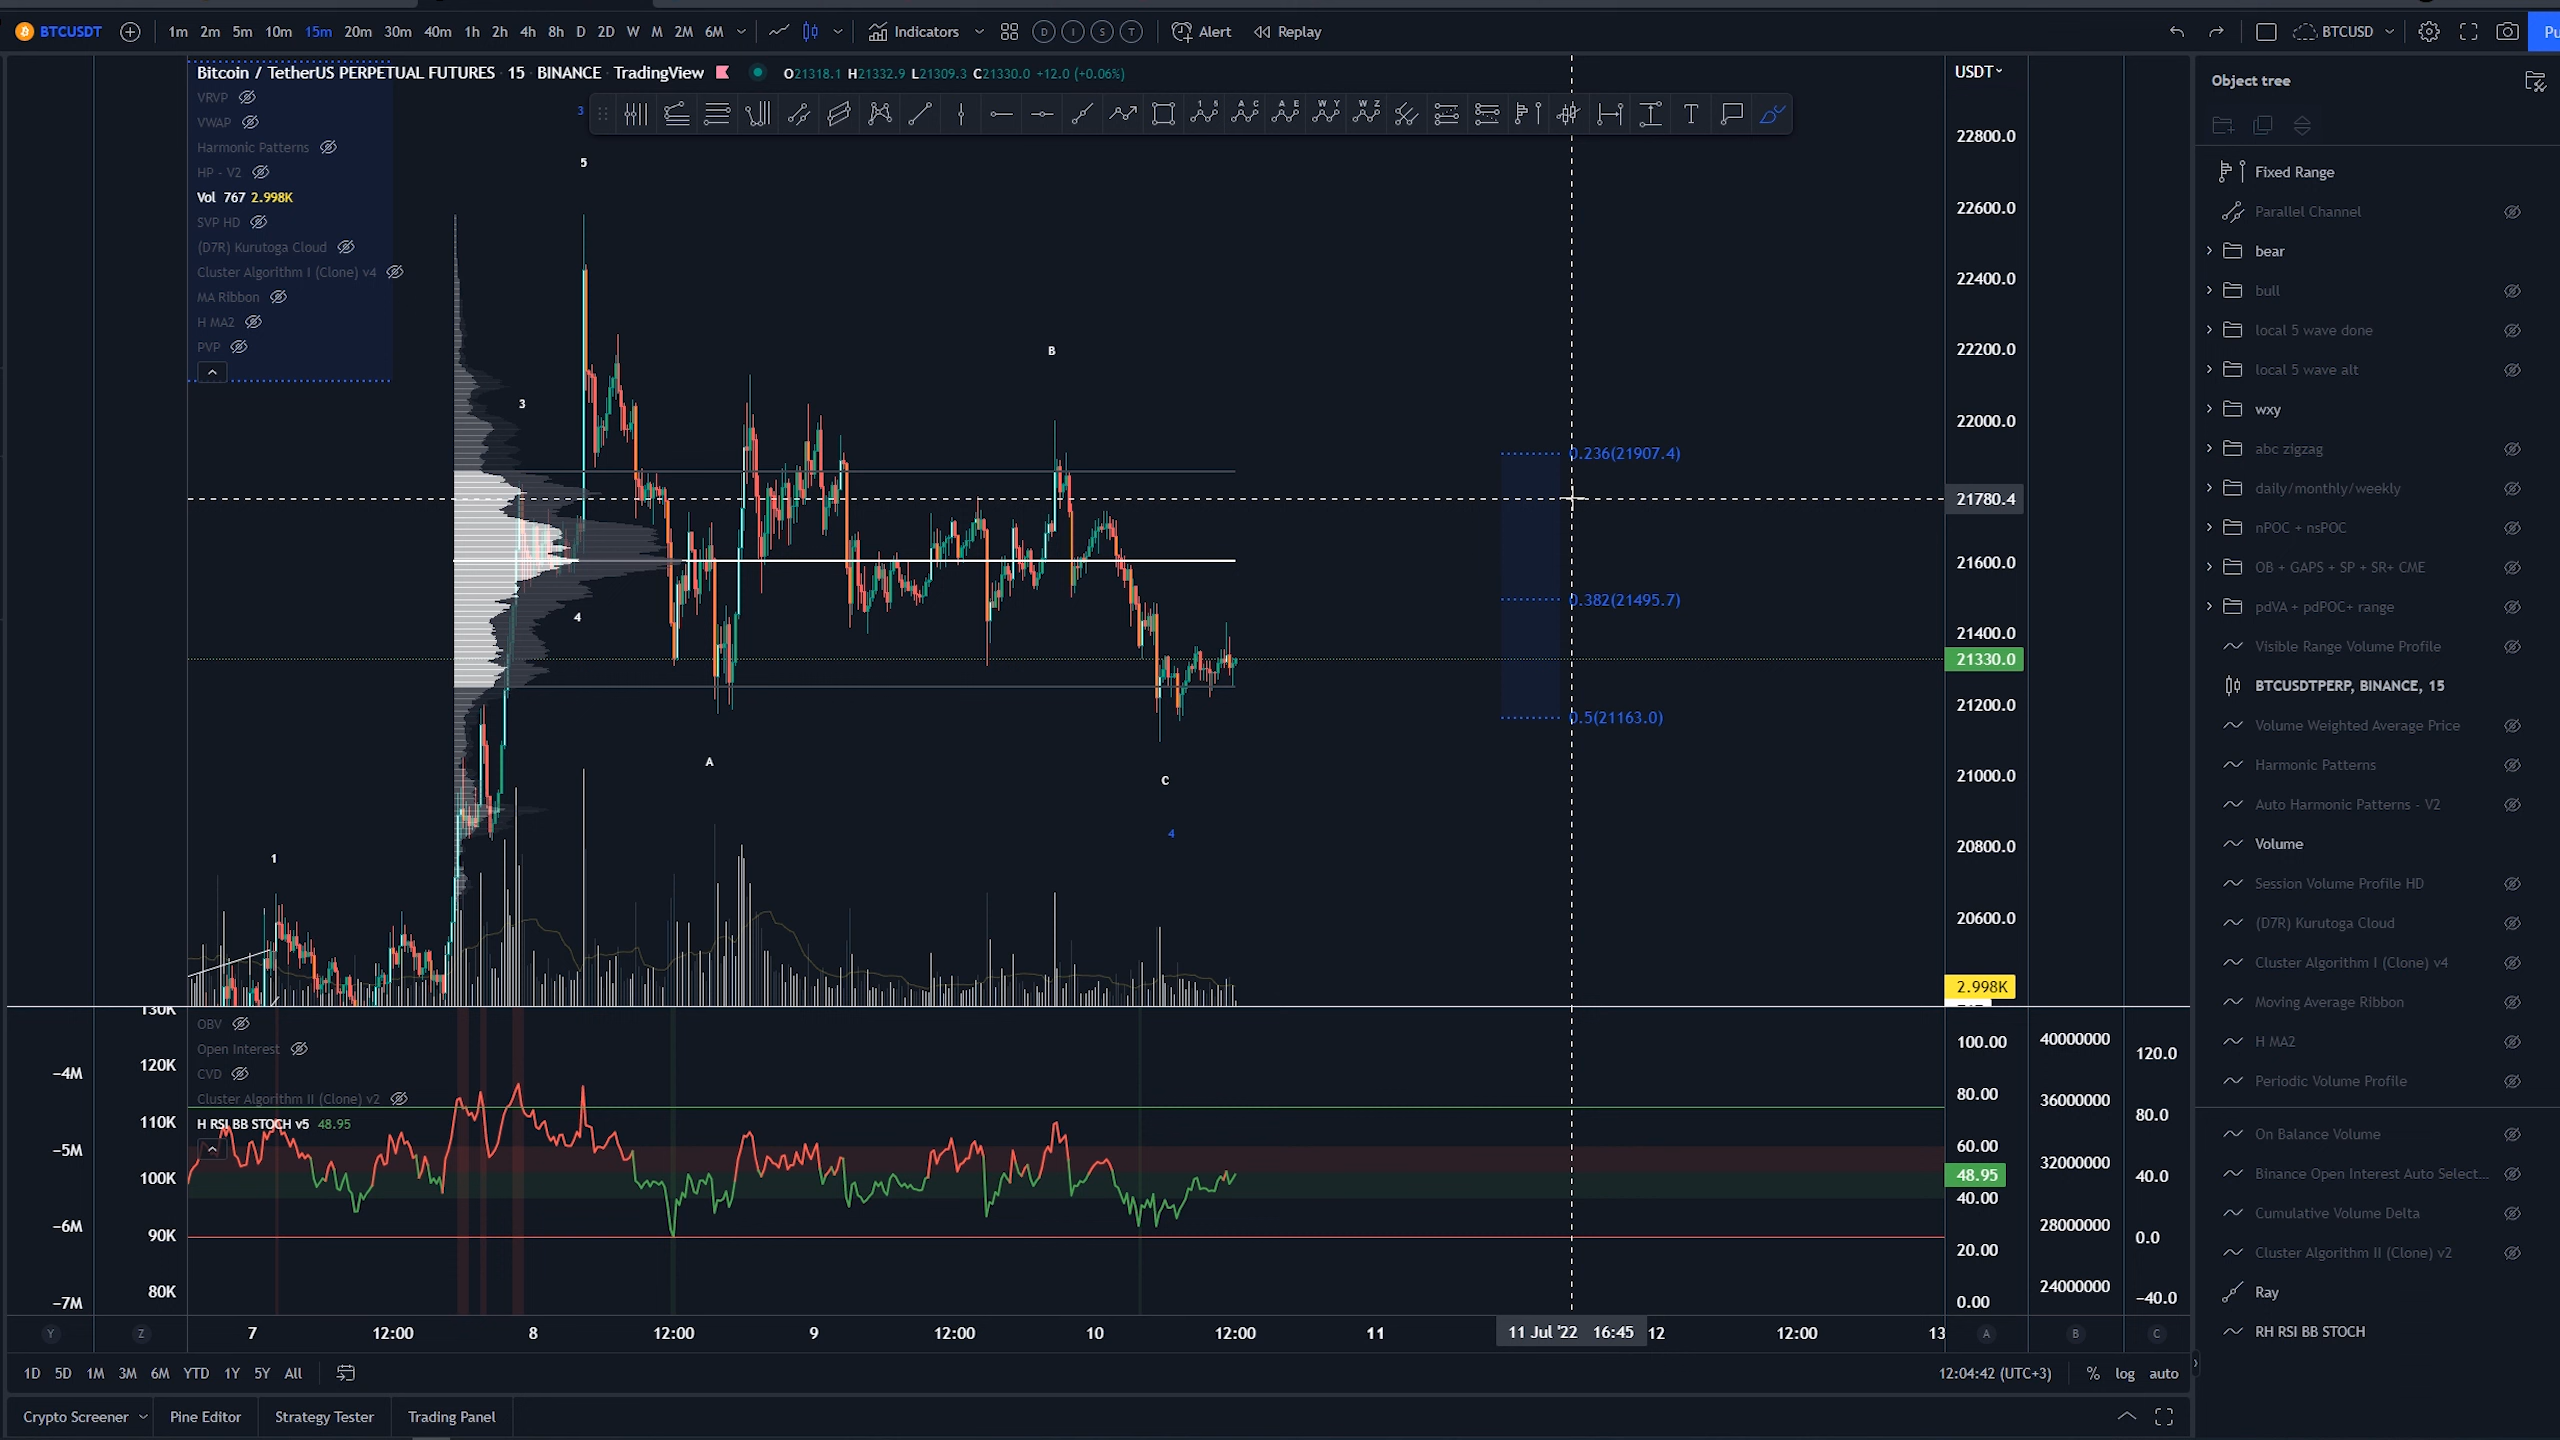 BTCUSDT 1m 2m 5m 10m 15m 20m 30m 40m 1h 2h 4h 8h D 2D W M 2M 6M Indicators D I S T Alert Replay BTCUSD Pu
Bitcoin / TetherUS PERPETUAL FUTURES · 15 · BINANCE · TradingView O21318.1 H21332.9 L21309.3 C21330.0 +12.0 (+0.06%)
VRVP
VWAP
Harmonic Patterns
HP - V2
Vol 767 2.998K
SVP HD
(D7R) Kurutoga Cloud
Cluster Algorithm I (Clone) v4
MA Ribbon
H MA2
PVP
3
1 5
A C
A E
W Y
W Z
T
5
3
4
B
A
C
4
1
0.236(21907.4)
0.382(21495.7)
0.5(21163.0)
USDT
22800.0
22600.0
22400.0
22200.0
22000.0
21780.4
21600.0
21400.0
21330.0
21200.0
21000.0
20800.0
20600.0
2.998K
OBV
Open Interest
CVD
Cluster Algorithm II (Clone) v2
H RSI BB STOCH v5 48.95
−4M
−5M
−6M
−7M
130K
120K
110K
100K
90K
80K
100.00
80.00
60.00
48.95
40.00
20.00
0.00
40000000
36000000
32000000
28000000
24000000
120.0
80.0
40.0
0.0
−40.0
Y Z 7 12:00 8 12:00 9 12:00 10 12:00 11 11 Jul '22 16:45 12 12:00 13 A B C
1D 5D 1M 3M 6M YTD 1Y 5Y All 12:04:42 (UTC+3) % log auto
Crypto Screener Pine Editor Strategy Tester Trading Panel
Object tree
Fixed Range
Parallel Channel
bear
bull
local 5 wave done
local 5 wave alt
wxy
abc zigzag
daily/monthly/weekly
nPOC + nsPOC
OB + GAPS + SP + SR+ CME
pdVA + pdPOC+ range
Visible Range Volume Profile
BTCUSDTPERP, BINANCE, 15
Volume Weighted Average Price
Harmonic Patterns
Auto Harmonic Patterns - V2
Volume
Session Volume Profile HD
(D7R) Kurutoga Cloud
Cluster Algorithm I (Clone) v4
Moving Average Ribbon
H MA2
Periodic Volume Profile
On Balance Volume
Binance Open Interest Auto Select...
Cumulative Volume Delta
Cluster Algorithm II (Clone) v2
Ray
RH RSI BB STOCH